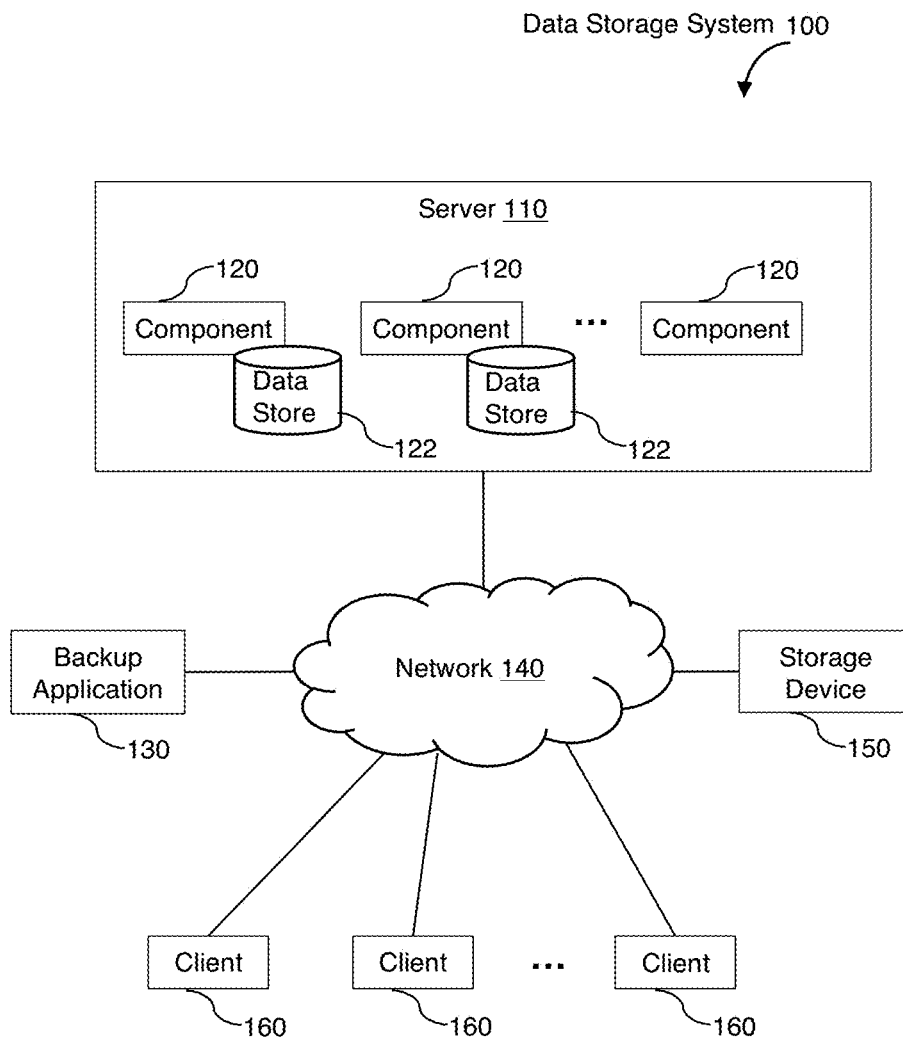 Data Storage System 100
Server 110
120
120
120
Component
Component
...
Component
Data
Store
Data
Store
122
122
Backup
Application
Network 140
Storage
Device
130
150
Client
Client
...
Client
160
160
160